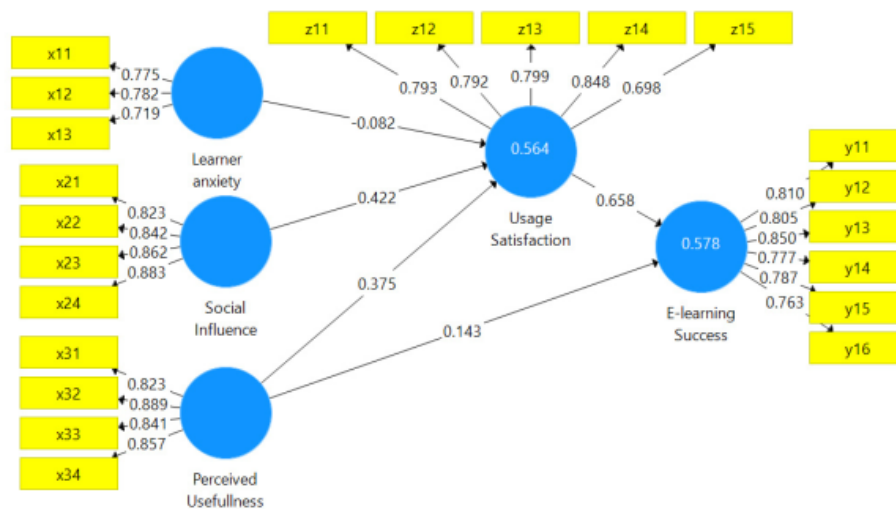 z11
z12
z13
z14
z15
x11
x12
x13
0.775
0.782
0.719
0.793
0.792
0.799
0.848
0.698
Learner
anxiety
-0.082
0.564
Usage
Satisfaction
x21
x22
x23
x24
0.823
0.842
0.862
0.883
Social
Influence
0.422
0.375
0.658
0.143
0.578
E-learning
Success
y11
y12
y13
y14
y15
y16
0.810
0.805
0.850
0.777
0.787
0.763
x31
x32
x33
x34
0.823
0.889
0.841
0.857
Perceived
Usefullness